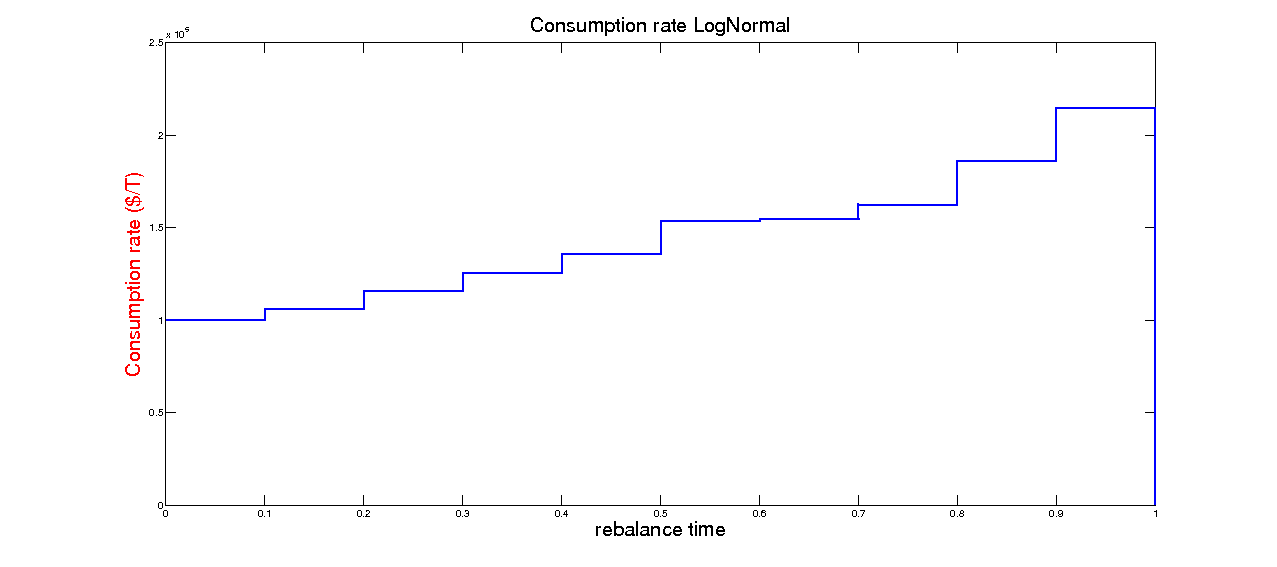 Consumption rate LogNormal
x 10^5
2.5
2
1.5
1
0.5
0
Consumption rate ($/T)
0 0.1 0.2 0.3 0.4 0.5 0.6 0.7 0.8 0.9 1
rebalance time